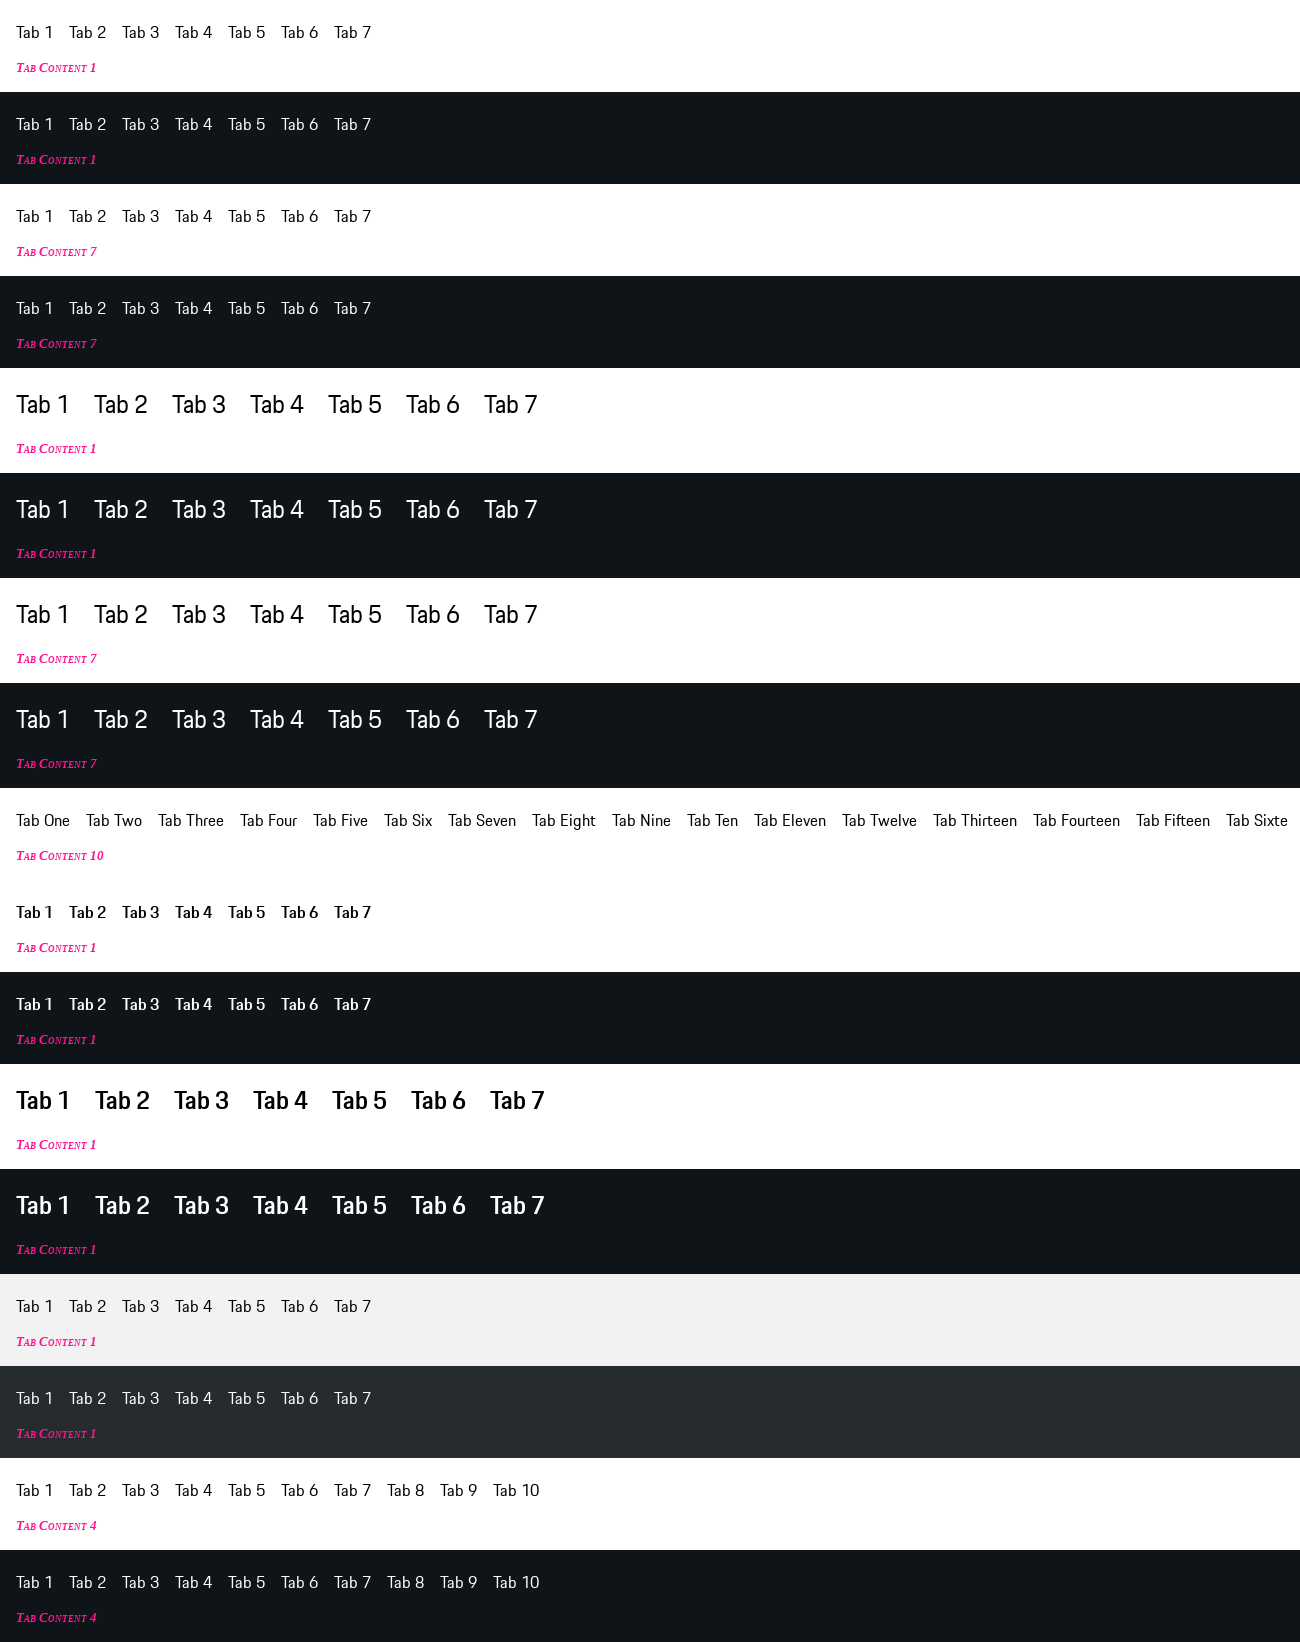 Tab 1 Tab 2 Tab 3 Tab 4 Tab 5 Tab 6 Tab 7
Tab Content 1
Tab 1 Tab 2 Tab 3 Tab 4 Tab 5 Tab 6 Tab 7
Tab Content 1
Tab 1 Tab 2 Tab 3 Tab 4 Tab 5 Tab 6 Tab 7
Tab Content 7
Tab 1 Tab 2 Tab 3 Tab 4 Tab 5 Tab 6 Tab 7
Tab Content 7
Tab 1 Tab 2 Tab 3 Tab 4 Tab 5 Tab 6 Tab 7
Tab Content 1
Tab 1 Tab 2 Tab 3 Tab 4 Tab 5 Tab 6 Tab 7
Tab Content 1
Tab 1 Tab 2 Tab 3 Tab 4 Tab 5 Tab 6 Tab 7
Tab Content 7
Tab 1 Tab 2 Tab 3 Tab 4 Tab 5 Tab 6 Tab 7
Tab Content 7
Tab One Tab Two Tab Three Tab Four Tab Five Tab Six Tab Seven Tab Eight Tab Nine Tab Ten Tab Eleven Tab Twelve Tab Thirteen Tab Fourteen Tab Fifteen Tab Sixte
Tab Content 10
Tab 1 Tab 2 Tab 3 Tab 4 Tab 5 Tab 6 Tab 7
Tab Content 1
Tab 1 Tab 2 Tab 3 Tab 4 Tab 5 Tab 6 Tab 7
Tab Content 1
Tab 1 Tab 2 Tab 3 Tab 4 Tab 5 Tab 6 Tab 7
Tab Content 1
Tab 1 Tab 2 Tab 3 Tab 4 Tab 5 Tab 6 Tab 7
Tab Content 1
Tab 1 Tab 2 Tab 3 Tab 4 Tab 5 Tab 6 Tab 7
Tab Content 1
Tab 1 Tab 2 Tab 3 Tab 4 Tab 5 Tab 6 Tab 7
Tab Content 1
Tab 1 Tab 2 Tab 3 Tab 4 Tab 5 Tab 6 Tab 7 Tab 8 Tab 9 Tab 10
Tab Content 4
Tab 1 Tab 2 Tab 3 Tab 4 Tab 5 Tab 6 Tab 7 Tab 8 Tab 9 Tab 10
Tab Content 4